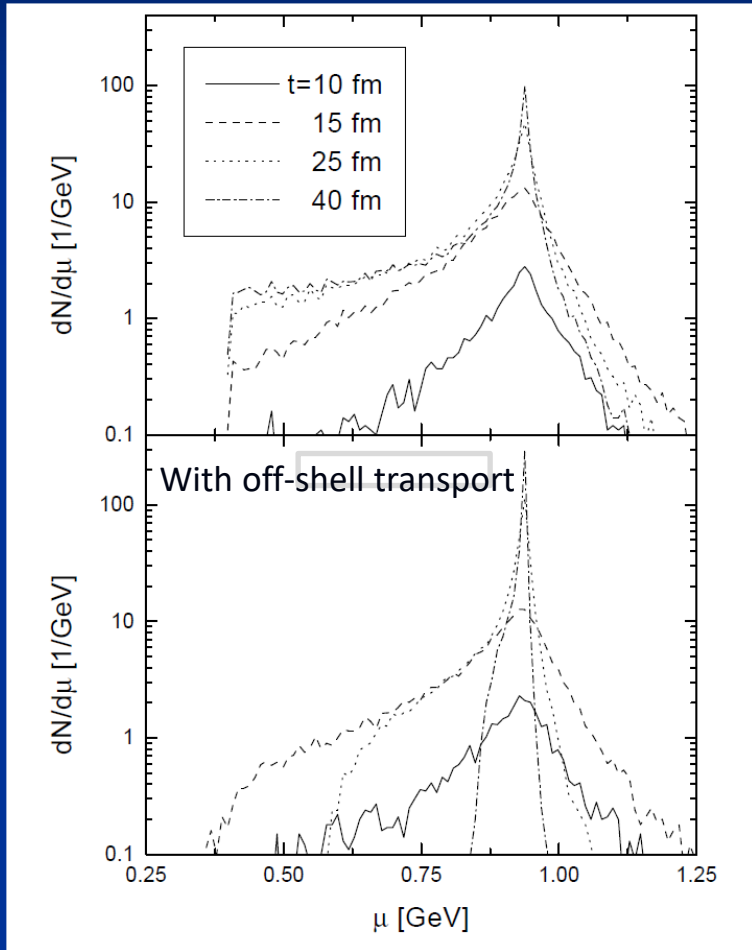 100
10
1
0.1
dN/dμ [1/GeV]
t=10 fm
15 fm
25 fm
40 fm
With off-shell transport
100
10
1
0.1
dN/dμ [1/GeV]
0.25 0.50 0.75 1.00 1.25
μ [GeV]